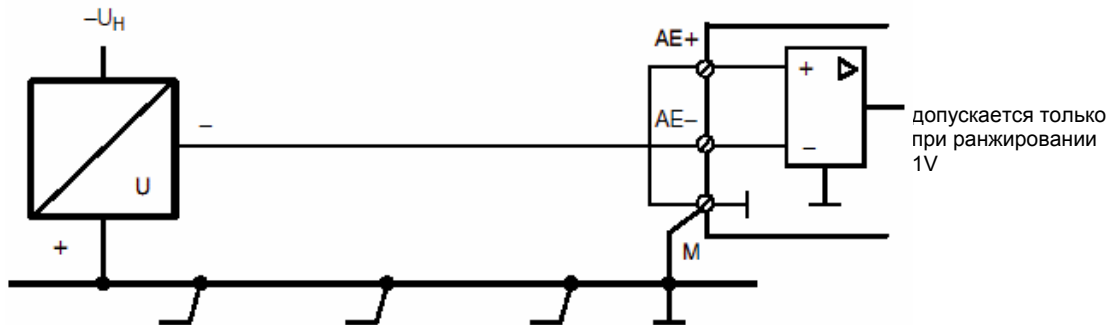 –U_H
AE+
+
AE–
–
–
U
+
M
допускается только
при ранжировании
1V